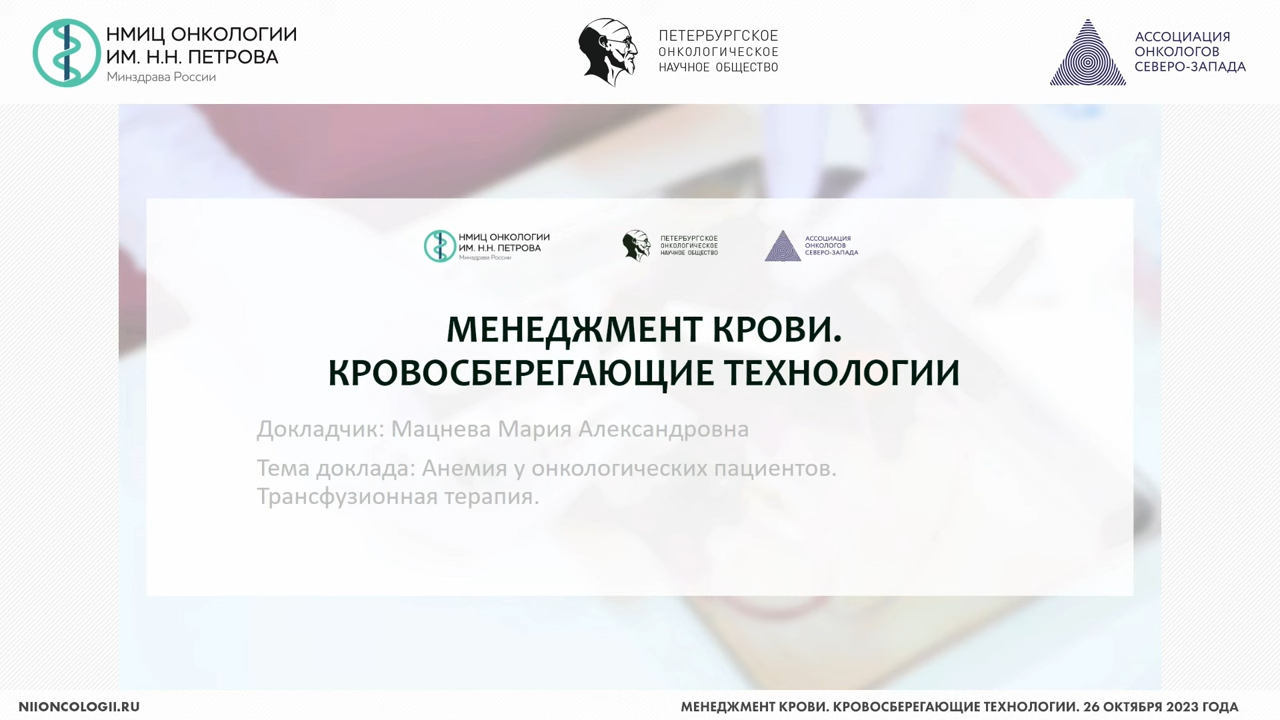 НМИЦ ОНКОЛОГИИ
ИМ. Н.Н. ПЕТРОВА
Минздрава России
ПЕТЕРБУРГСКОЕ
ОНКОЛОГИЧЕСКОЕ
НАУЧНОЕ ОБЩЕСТВО
АССОЦИАЦИЯ
ОНКОЛОГОВ
СЕВЕРО-ЗАПАДА
НМИЦ ОНКОЛОГИИ
ИМ. Н.Н. ПЕТРОВА
Минздрава России
ПЕТЕРБУРГСКОЕ
ОНКОЛОГИЧЕСКОЕ
НАУЧНОЕ ОБЩЕСТВО
АССОЦИАЦИЯ
ОНКОЛОГОВ
СЕВЕРО-ЗАПАДА
МЕНЕДЖМЕНТ КРОВИ.
КРОВОСБЕРЕГАЮЩИЕ ТЕХНОЛОГИИ
Докладчик: Мацнева Мария Александровна
Тема доклада: Анемия у онкологических пациентов.
Трансфузионная терапия.
NIIONCOLOGII.RU
МЕНЕДЖМЕНТ КРОВИ. КРОВОСБЕРЕГАЮЩИЕ ТЕХНОЛОГИИ. 26 ОКТЯБРЯ 2023 ГОДА